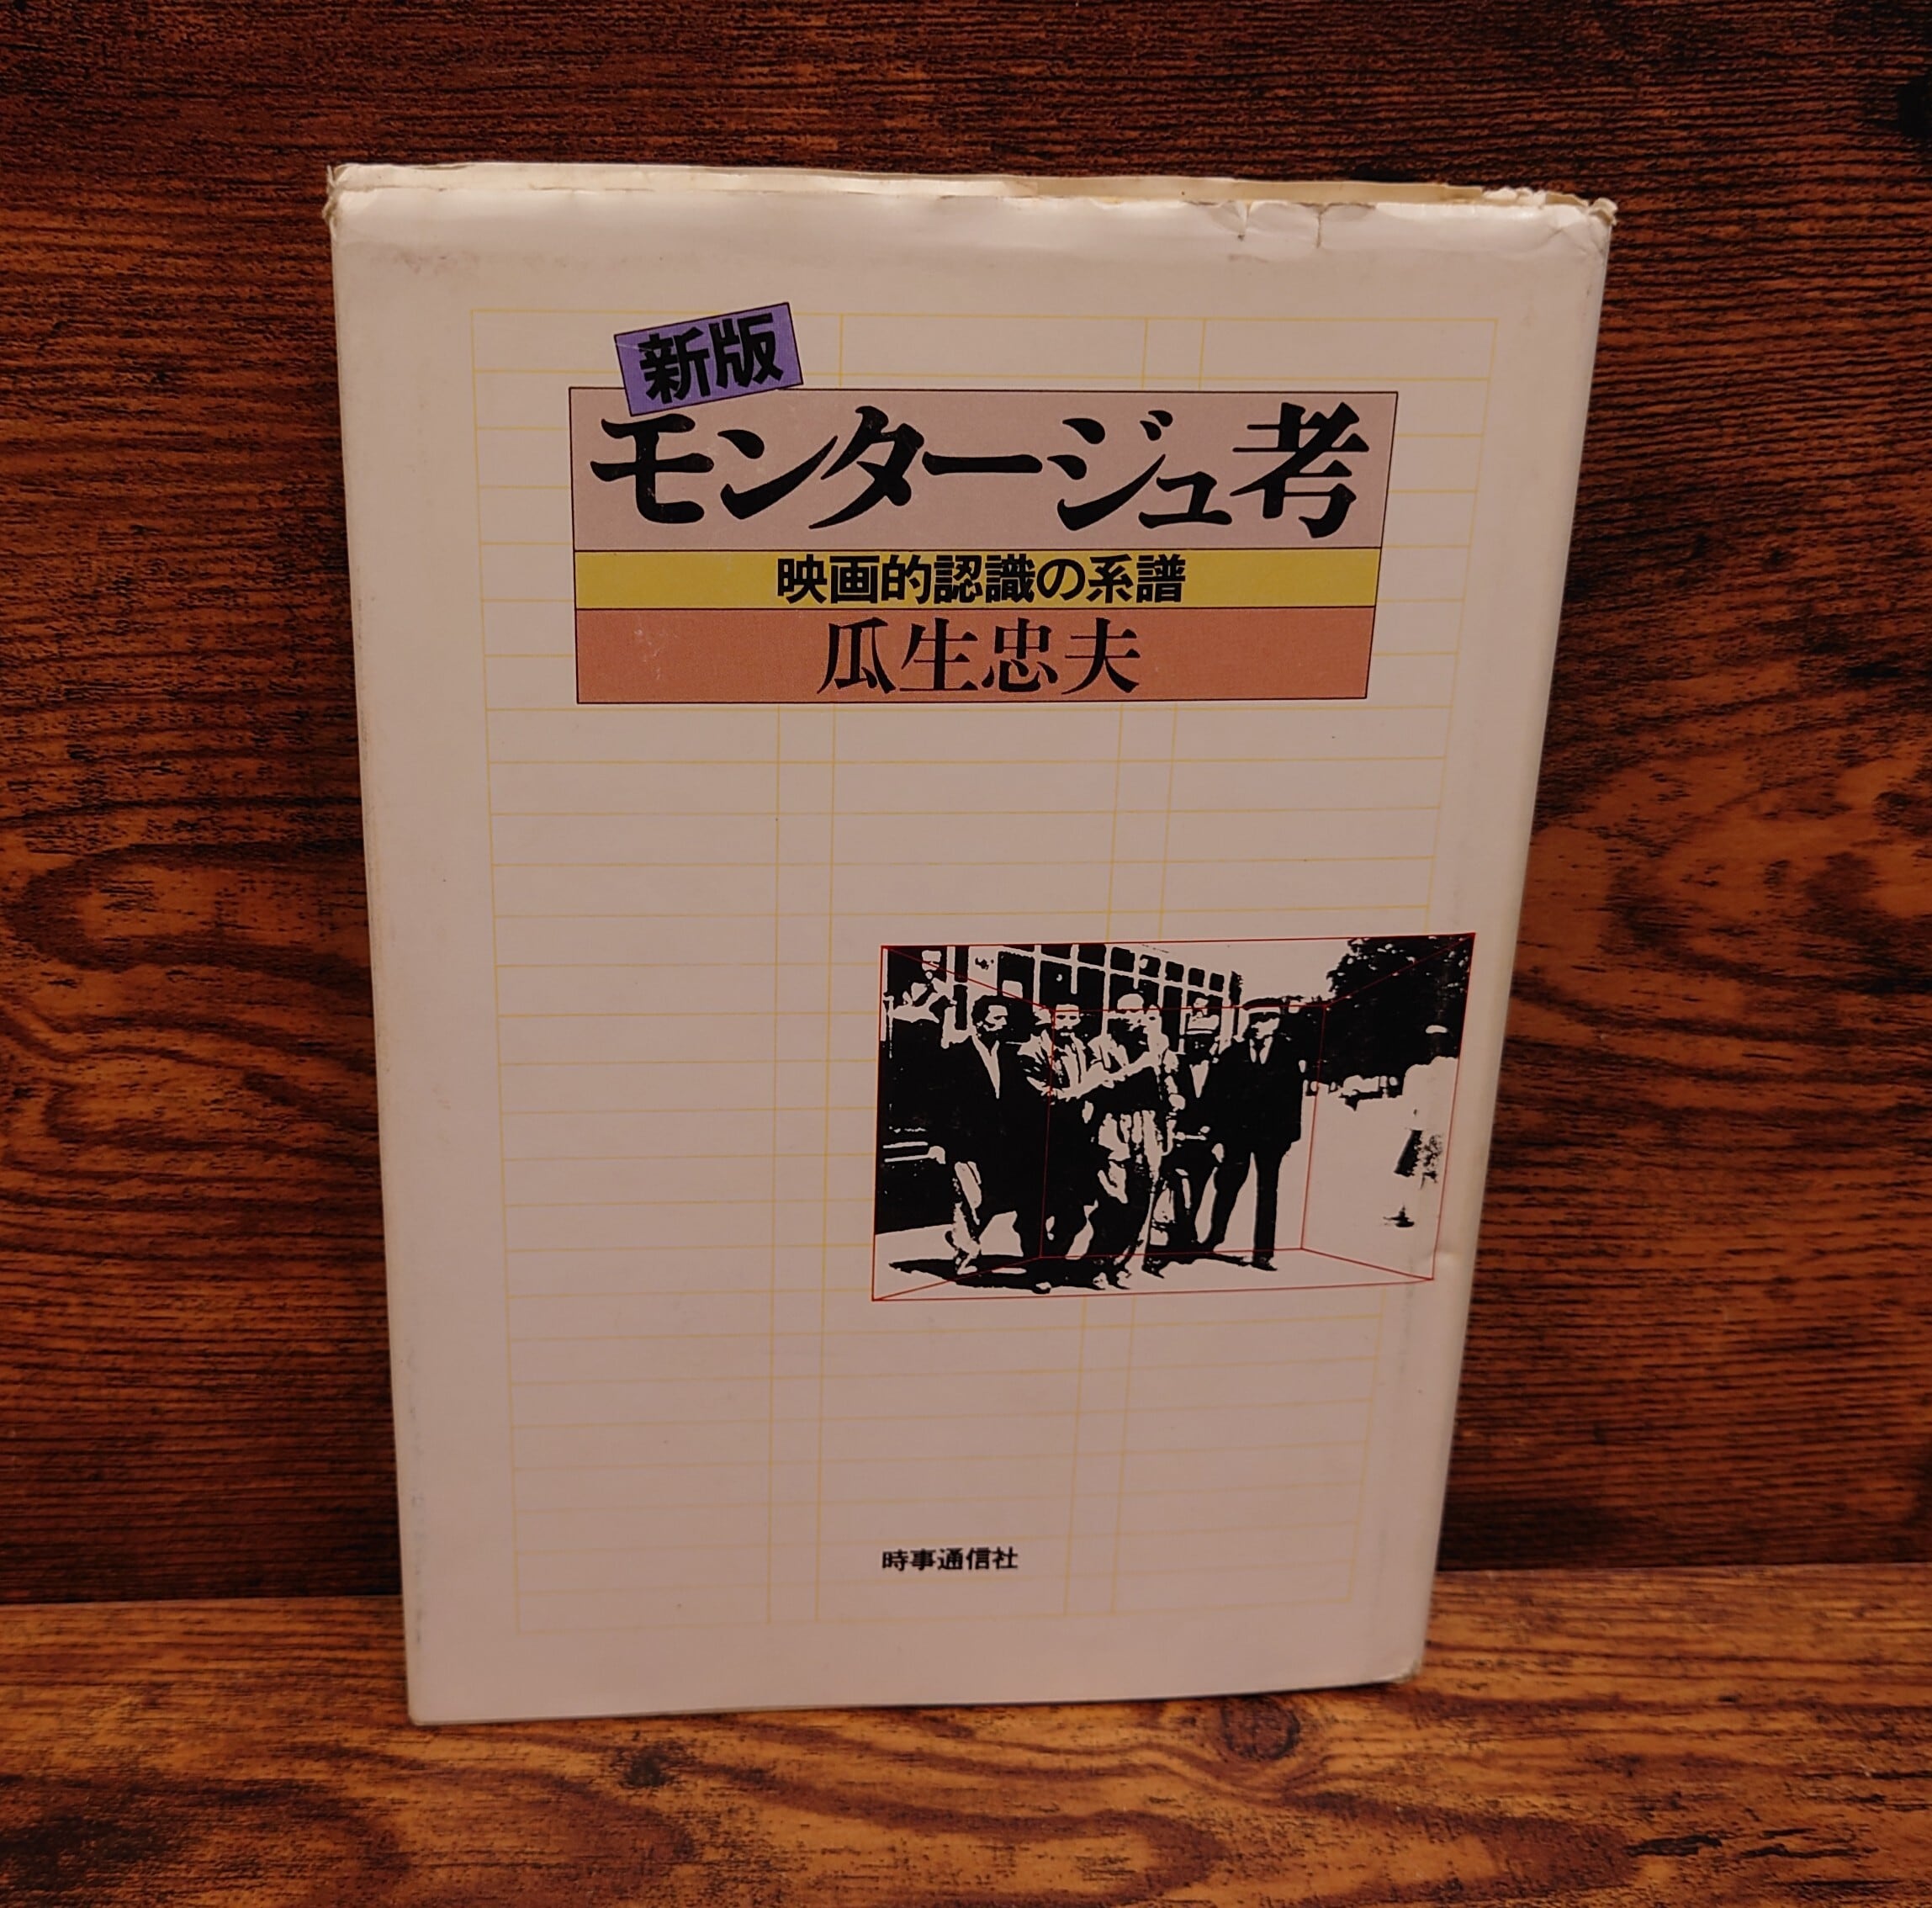 新版
モンタージュ考
映画的認識の系譜
瓜生忠夫
時事通信社